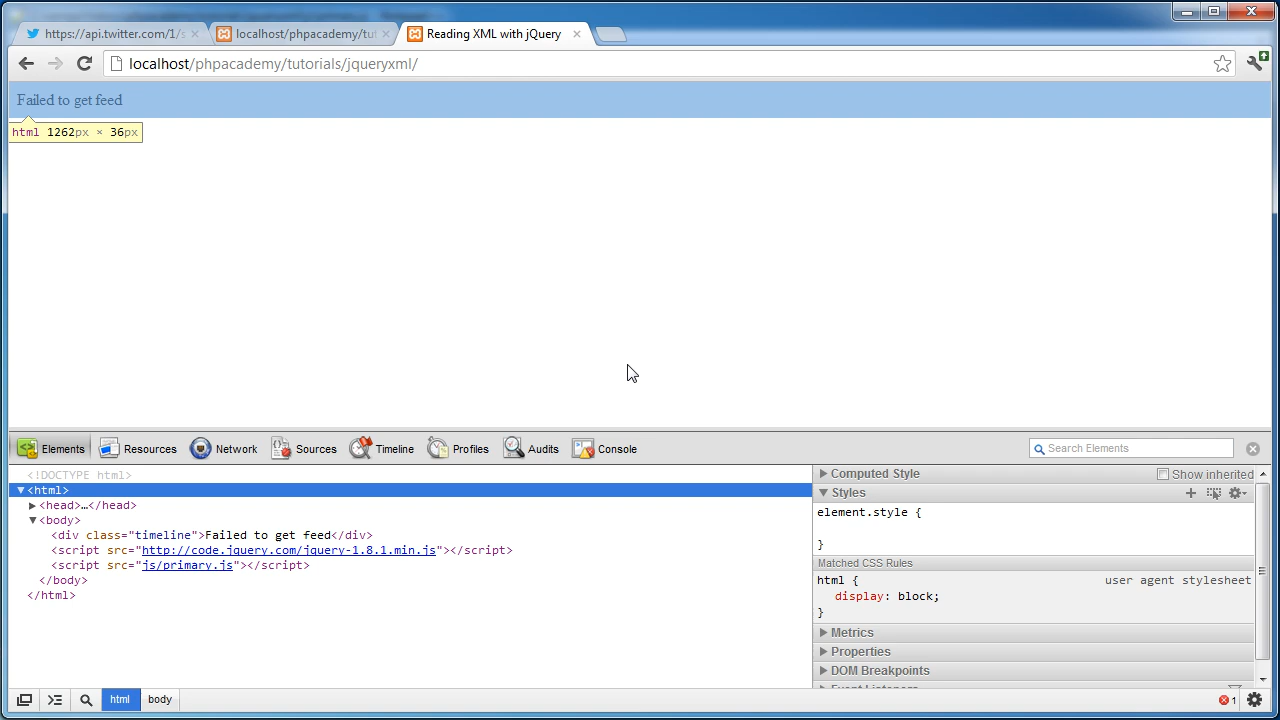 https://api.twitter.com/1/s
localhost/phpacademy/tut
Reading XML with jQuery
localhost/phpacademy/tutorials/jqueryxml/
Failed to get feed
html 1262px × 36px
Elements Resources Network Sources Timeline Profiles Audits Console Search Elements
<!DOCTYPE html>
▼<html>
▶<head>…</head>
▼<body>
<div class="timeline">Failed to get feed</div>
<script src="http://code.jquery.com/jquery-1.8.1.min.js"></script>
<script src="js/primary.js"></script>
</body>
</html>
▶ Computed Style Show inherited
▼ Styles
element.style {
}
Matched CSS Rules
html { user agent stylesheet
display: block;
}
▶ Metrics
▶ Properties
▶ DOM Breakpoints
▶ Event Listeners
html body 1